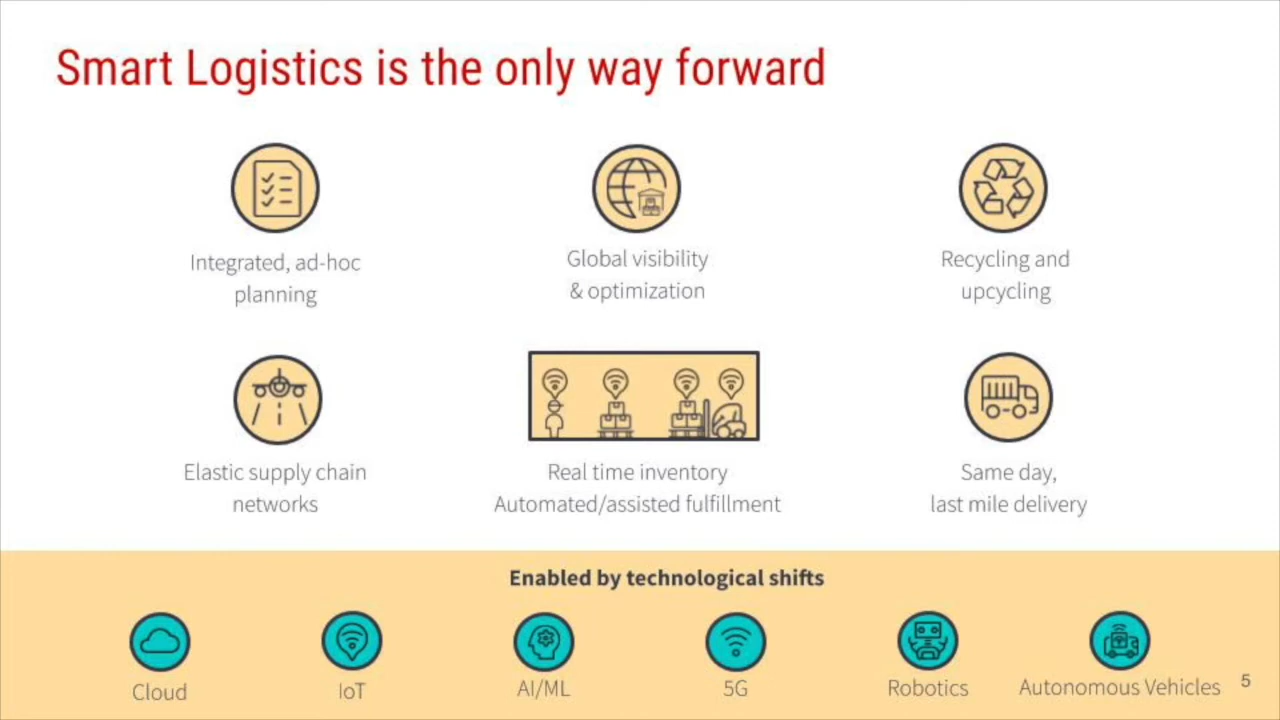 Smart Logistics is the only way forward
Integrated, ad-hoc
planning
Global visibility
& optimization
Recycling and
upcycling
Elastic supply chain
networks
Real time inventory
Automated/assisted fulfillment
Same day,
last mile delivery
Enabled by technological shifts
Cloud
IoT
AI/ML
5G
Robotics
Autonomous Vehicles
5